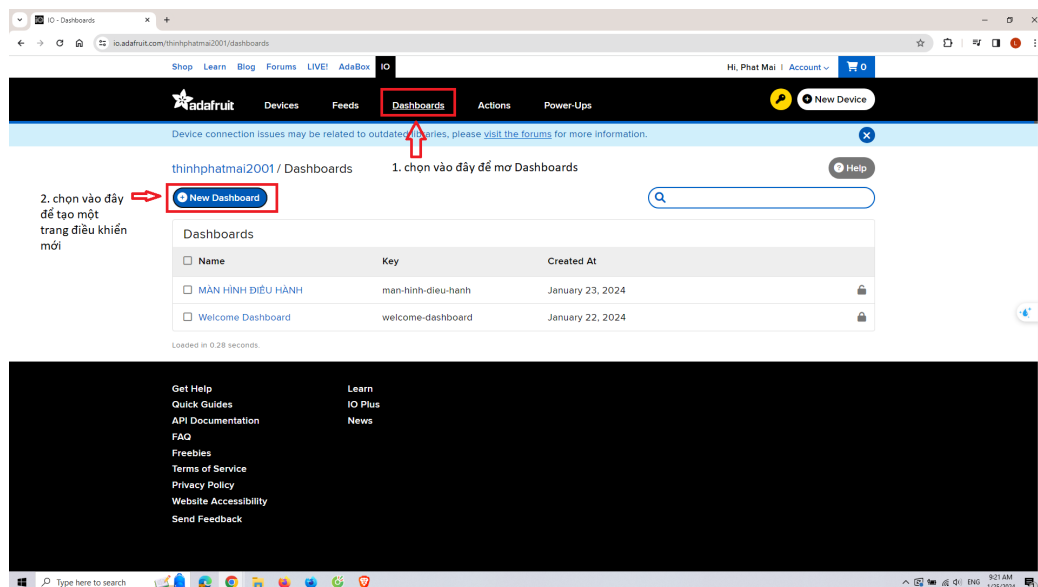 IO - Dashboards
io.adafruit.com/thinhphatmai2001/dashboards
Shop Learn Blog Forums LIVE! AdaBox IO
Hi, Phat Mai | Account
0
adafruit Devices Feeds Dashboards Actions Power-Ups
New Device
Device connection issues may be related to outdated libraries, please visit the forums for more information.
thinhphatmai2001 / Dashboards
1. chọn vào đây để mơ Dashboards
Help
2. chọn vào đây
để tạo một
trang điều khiển
mới
New Dashboard
Dashboards
Name Key Created At
MÀN HÌNH ĐIỀU HÀNH man-hinh-dieu-hanh January 23, 2024
Welcome Dashboard welcome-dashboard January 22, 2024
Loaded in 0.28 seconds.
Get Help Learn
Quick Guides IO Plus
API Documentation News
FAQ
Freebies
Terms of Service
Privacy Policy
Website Accessibility
Send Feedback
Type here to search
ENG
9:21 AM
1/25/2024